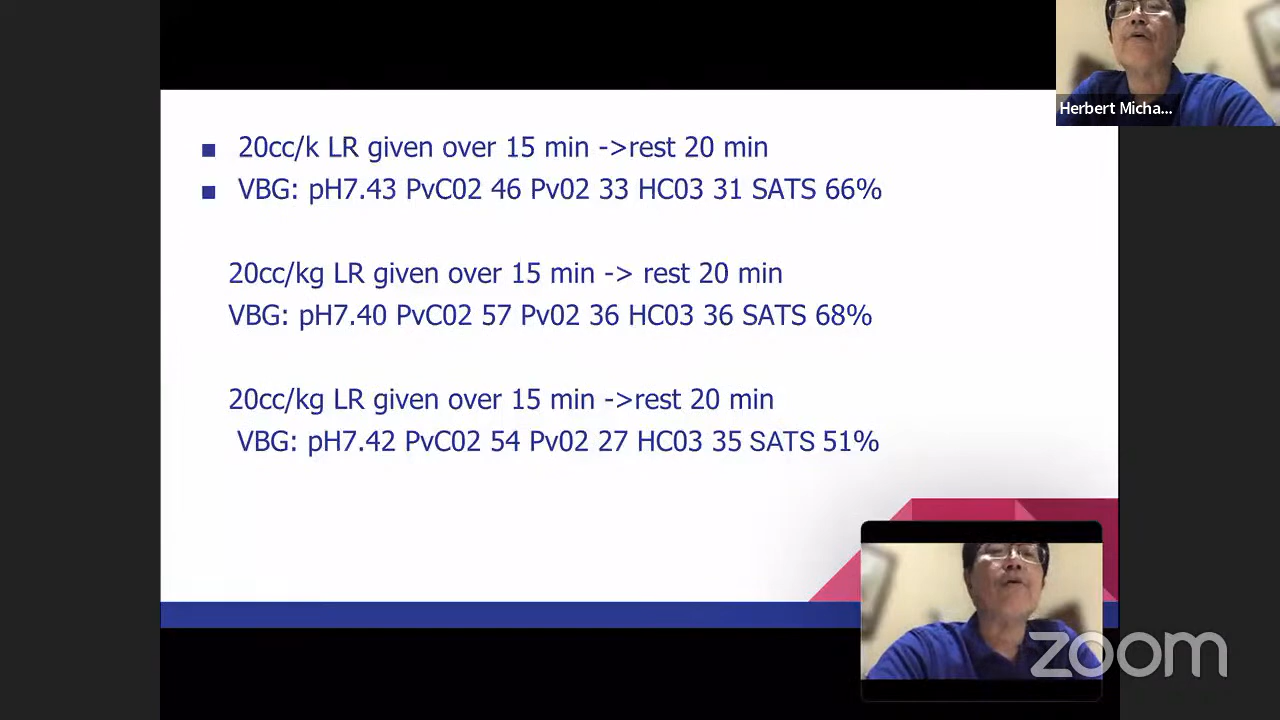 Herbert Micha...
20cc/k LR given over 15 min ->rest 20 min
VBG: pH7.43 PvC02 46 Pv02 33 HC03 31 SATS 66%
20cc/kg LR given over 15 min -> rest 20 min
VBG: pH7.40 PvC02 57 Pv02 36 HC03 36 SATS 68%
20cc/kg LR given over 15 min ->rest 20 min
VBG: pH7.42 PvC02 54 Pv02 27 HC03 35 SATS 51%
zoom